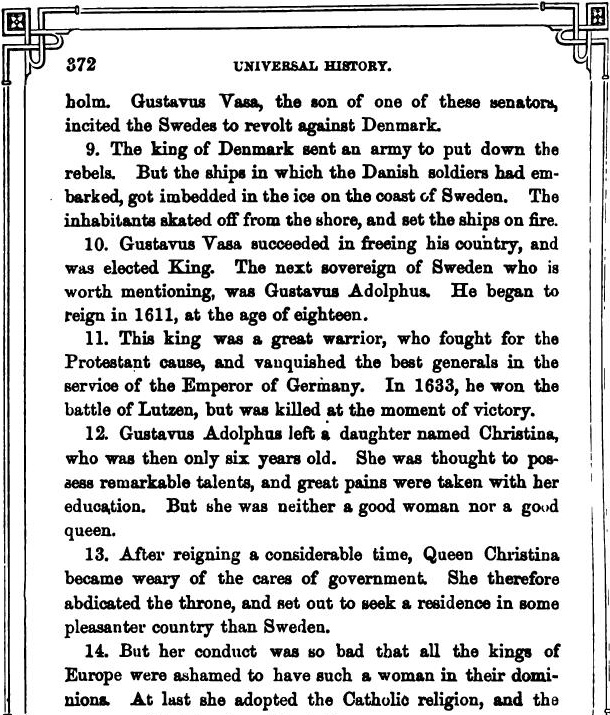 372
UNIVERSAL HISTORY.
holm. Gustavus Vasa, the son of one of these senators,
incited the Swedes to revolt against Denmark.
9. The king of Denmark sent an army to put down the
rebels. But the ships in which the Danish soldiers had em-
barked, got imbedded in the ice on the coast of Sweden. The
inhabitants skated off from the shore, and set the ships on fire.
10. Gustavus Vasa succeeded in freeing his country, and
was elected King. The next sovereign of Sweden who is
worth mentioning, was Gustavus Adolphus. He began to
reign in 1611, at the age of eighteen.
11. This king was a great warrior, who fought for the
Protestant cause, and vanquished the best generals in the
service of the Emperor of Germany. In 1633, he won the
battle of Lutzen, but was killed at the moment of victory.
12. Gustavus Adolphus left a daughter named Christina,
who was then only six years old. She was thought to pos-
sess remarkable talents, and great pains were taken with her
education. But she was neither a good woman nor a good
queen.
13. After reigning a considerable time, Queen Christina
became weary of the cares of government. She therefore
abdicated the throne, and set out to seek a residence in some
pleasanter country than Sweden.
14. But her conduct was so bad that all the kings of
Europe were ashamed to have such a woman in their domi-
nions. At last she adopted the Catholic religion, and the